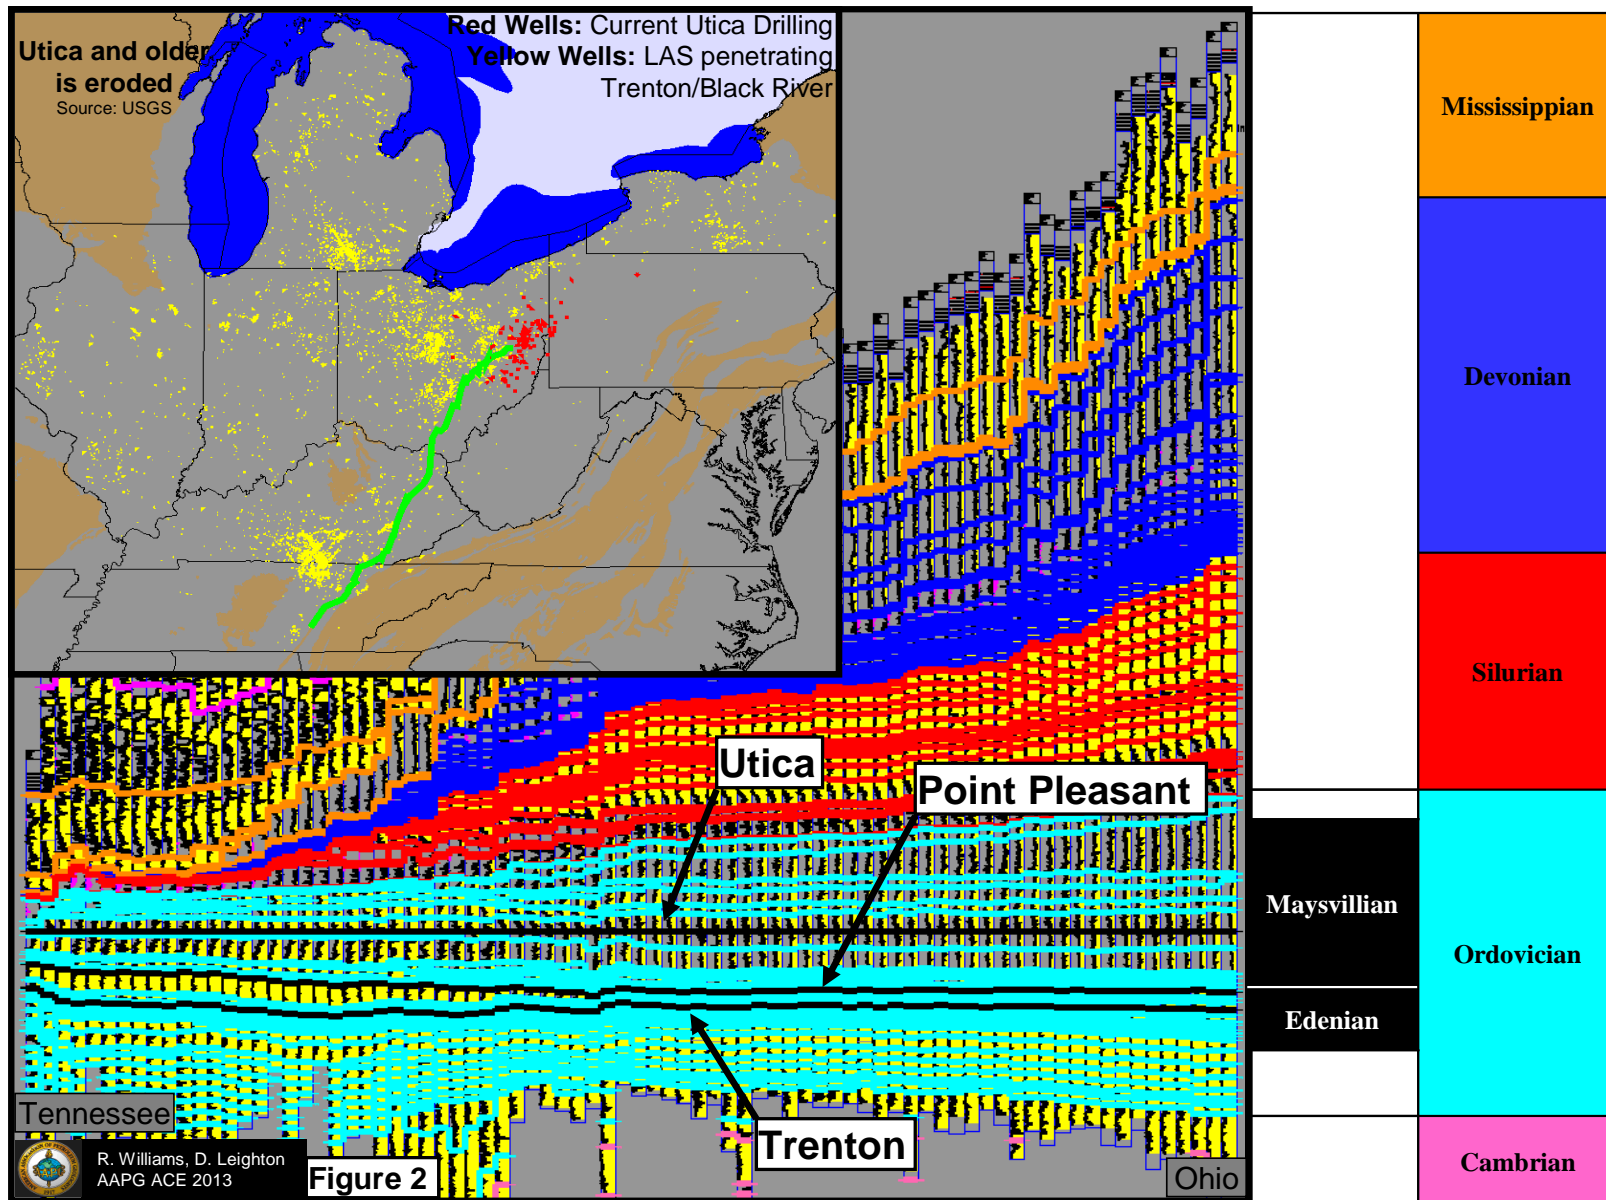 Utica and older
is eroded
Source: USGS
Red Wells: Current Utica Drilling
Yellow Wells: LAS penetrating
Trenton/Black River
Mississippian
Devonian
Silurian
Utica
Point Pleasant
Maysvillian
Ordovician
Edenian
Trenton
Cambrian
Tennessee
R. Williams, D. Leighton
AAPG ACE 2013
Figure 2
Ohio